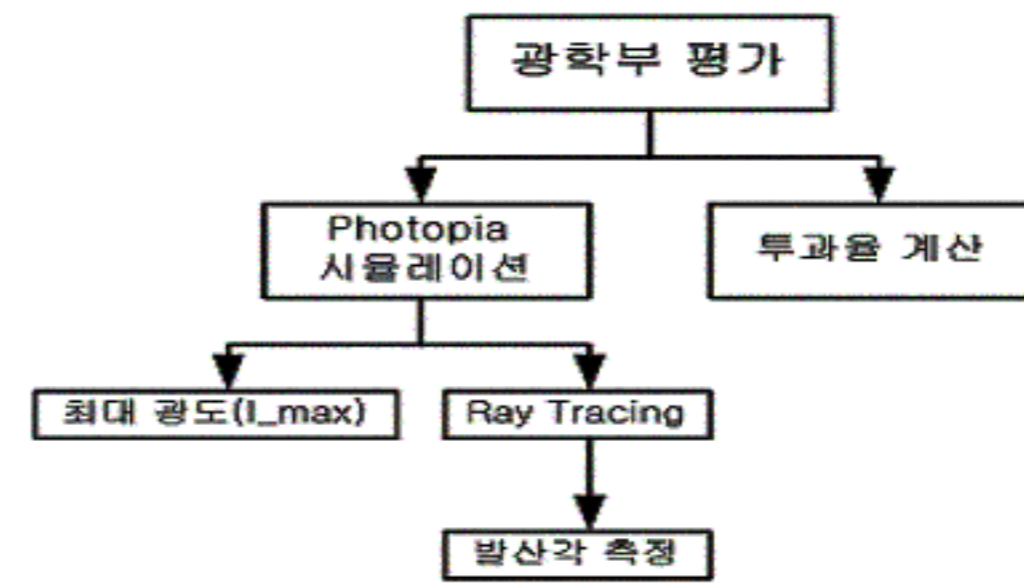 광학부 평가
Photopia
시뮬레이션
투과율 계산
최대 광도(I_max)
Ray Tracing
발산각 측정